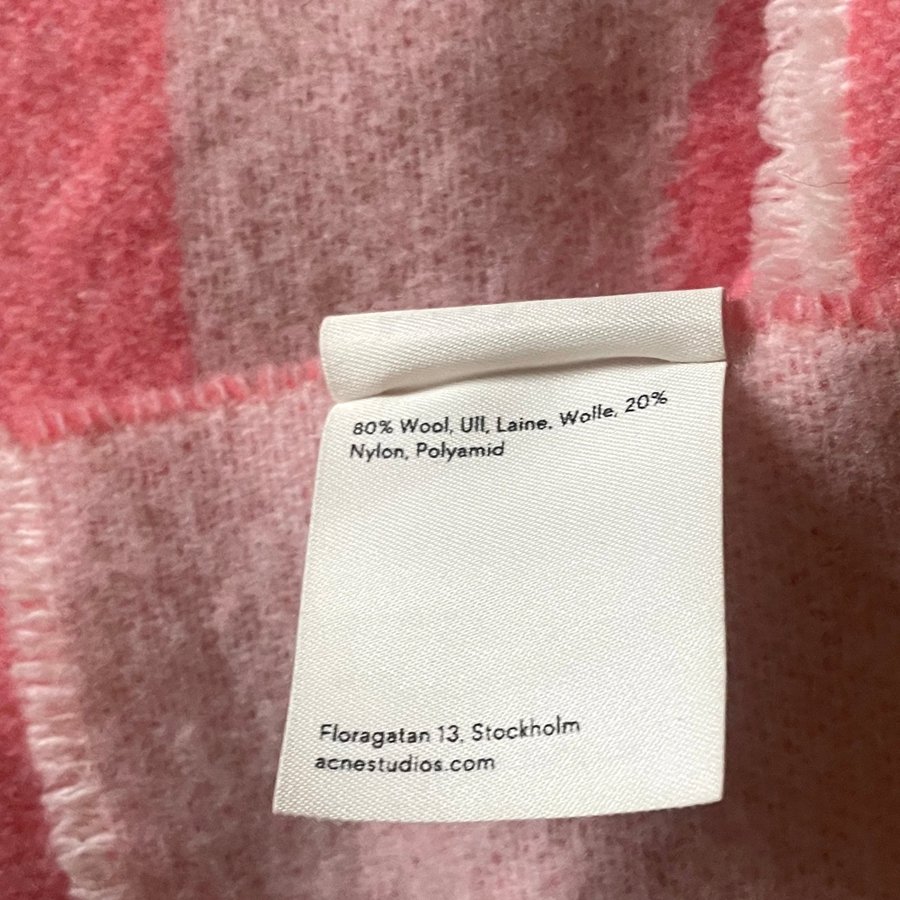 80% Wool, Ull, Laine, Wolle, 20%
Nylon, Polyamid
Floragatan 13, Stockholm
acnestudios.com